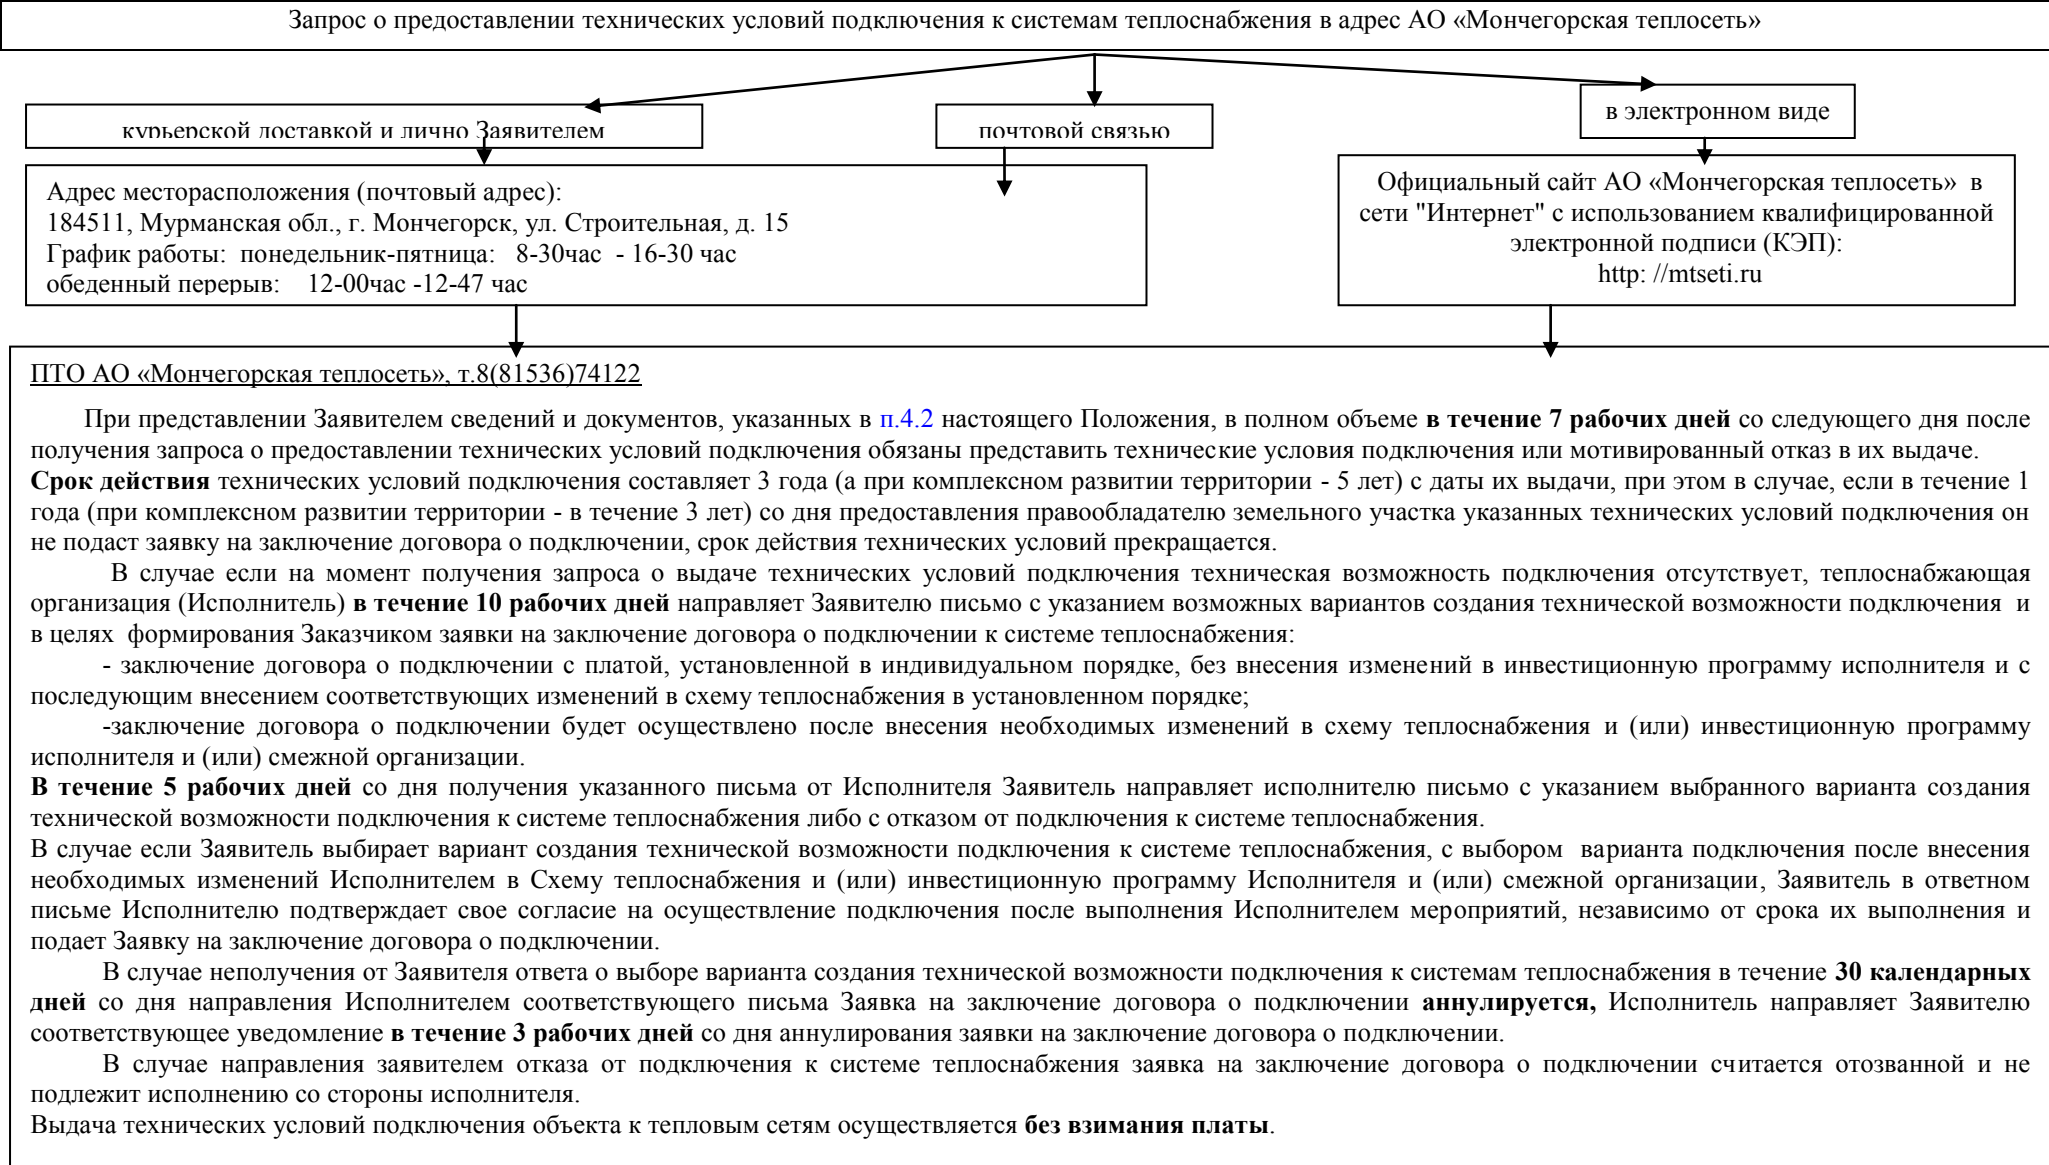 Запрос о предоставлении технических условий подключения к системам теплоснабжения в адрес АО «Мончегорская теплосеть»
курьерской доставкой и лично Заявителем
почтовой связью
в электронном виде
Адрес месторасположения (почтовый адрес):
184511, Мурманская обл., г. Мончегорск, ул. Строительная, д. 15
График работы: понедельник-пятница: 8-30час - 16-30 час
обеденный перерыв: 12-00час -12-47 час
Официальный сайт АО «Мончегорская теплосеть» в
сети "Интернет" с использованием квалифицированной
электронной подписи (КЭП):
http: //mtseti.ru
ПТО АО «Мончегорская теплосеть», т.8(81536)74122
При представлении Заявителем сведений и документов, указанных в п.4.2 настоящего Положения, в полном объеме в течение 7 рабочих дней со следующего дня после
получения запроса о предоставлении технических условий подключения обязаны представить технические условия подключения или мотивированный отказ в их выдаче.
Срок действия технических условий подключения составляет 3 года (а при комплексном развитии территории - 5 лет) с даты их выдачи, при этом в случае, если в течение 1
года (при комплексном развитии территории - в течение 3 лет) со дня предоставления правообладателю земельного участка указанных технических условий подключения он
не подаст заявку на заключение договора о подключении, срок действия технических условий прекращается.
В случае если на момент получения запроса о выдаче технических условий подключения техническая возможность подключения отсутствует, теплоснабжающая
организация (Исполнитель) в течение 10 рабочих дней направляет Заявителю письмо с указанием возможных вариантов создания технической возможности подключения и
в целях формирования Заказчиком заявки на заключение договора о подключении к системе теплоснабжения:
- заключение договора о подключении с платой, установленной в индивидуальном порядке, без внесения изменений в инвестиционную программу исполнителя и с
последующим внесением соответствующих изменений в схему теплоснабжения в установленном порядке;
-заключение договора о подключении будет осуществлено после внесения необходимых изменений в схему теплоснабжения и (или) инвестиционную программу
исполнителя и (или) смежной организации.
В течение 5 рабочих дней со дня получения указанного письма от Исполнителя Заявитель направляет исполнителю письмо с указанием выбранного варианта создания
технической возможности подключения к системе теплоснабжения либо с отказом от подключения к системе теплоснабжения.
В случае если Заявитель выбирает вариант создания технической возможности подключения к системе теплоснабжения, с выбором варианта подключения после внесения
необходимых изменений Исполнителем в Схему теплоснабжения и (или) инвестиционную программу Исполнителя и (или) смежной организации, Заявитель в ответном
письме Исполнителю подтверждает свое согласие на осуществление подключения после выполнения Исполнителем мероприятий, независимо от срока их выполнения и
подает Заявку на заключение договора о подключении.
В случае неполучения от Заявителя ответа о выборе варианта создания технической возможности подключения к системам теплоснабжения в течение 30 календарных
дней со дня направления Исполнителем соответствующего письма Заявка на заключение договора о подключении аннулируется, Исполнитель направляет Заявителю
соответствующее уведомление в течение 3 рабочих дней со дня аннулирования заявки на заключение договора о подключении.
В случае направления заявителем отказа от подключения к системе теплоснабжения заявка на заключение договора о подключении считается отозванной и не
подлежит исполнению со стороны исполнителя.
Выдача технических условий подключения объекта к тепловым сетям осуществляется без взимания платы.